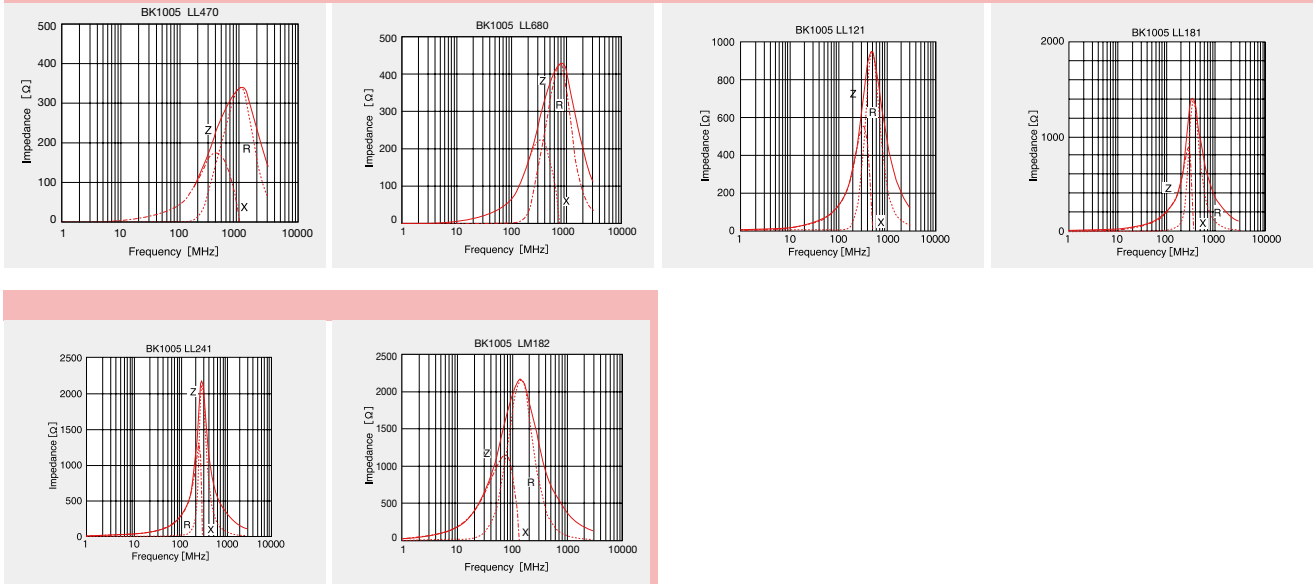 BK1005 LL470
Impedance [Ω]
500
400
300
200
100
0
Z
R
X
1 10 100 1000 10000
Frequency [MHz]
BK1005 LL680
Impedance [Ω]
500
400
300
200
100
0
Z
R
X
1 10 100 1000 10000
Frequency [MHz]
BK1005 LL121
Impedance [Ω]
1000
800
600
400
200
0
Z
R
X
1 10 100 1000 10000
Frequency [MHz]
BK1005 LL181
Impedance [Ω]
2000
1000
0
Z
R
X
1 10 100 1000 10000
Frequency [MHz]
BK1005 LL241
Impedance [Ω]
2500
2000
1500
1000
500
0
Z
R
X
1 10 100 1000 10000
Frequency [MHz]
BK1005 LM182
Impedance [Ω]
2500
2000
1500
1000
500
0
Z
R
X
1 10 100 1000 10000
Frequency [MHz]